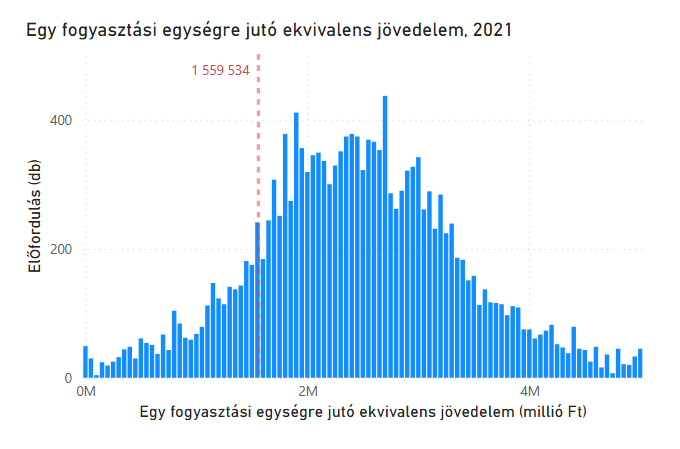 Egy fogyasztási egységre jutó ekvivalens jövedelem, 2021
1 559 534
400
200
0
Előfordulás (db)
0M
2M
4M
Egy fogyasztási egységre jutó ekvivalens jövedelem (millió Ft)